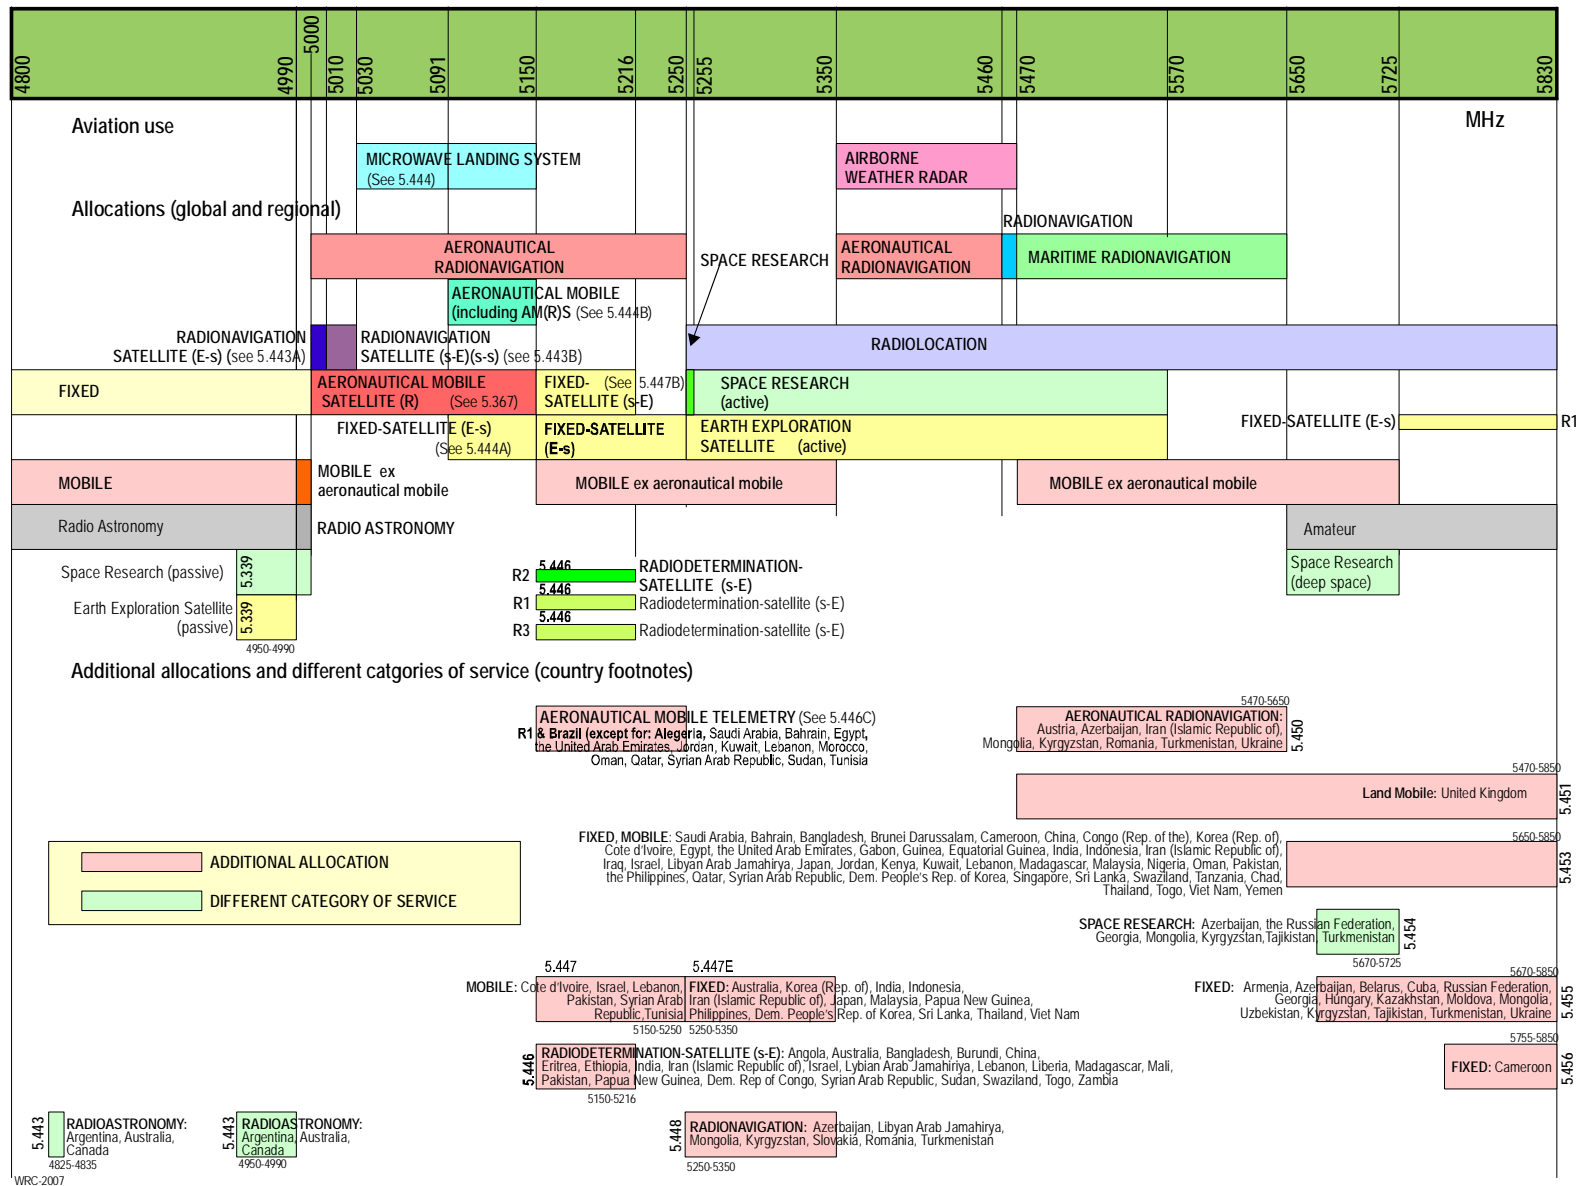 4800
4990
5000
5010
5030
5091
5150
5216
5250
5255
5350
5460
5470
5570
5650
5725
5830
Aviation use
MHz
MICROWAVE LANDING SYSTEM
(See 5.444)
AIRBORNE
WEATHER RADAR
Allocations (global and regional)
RADIONAVIGATION
AERONAUTICAL
RADIONAVIGATION
SPACE RESEARCH
AERONAUTICAL
RADIONAVIGATION
MARITIME RADIONAVIGATION
AERONAUTICAL MOBILE
(including AM(R)S (See 5.444B)
RADIONAVIGATION
SATELLITE (E-s) (see 5.443A)
RADIONAVIGATION
SATELLITE (s-E)(s-s) (see 5.443B)
RADIOLOCATION
FIXED
AERONAUTICAL MOBILE
SATELLITE (R) (See 5.367)
FIXED- (See 5.447B)
SATELLITE (s-E)
SPACE RESEARCH
(active)
FIXED-SATELLITE (E-s)
(See 5.444A)
FIXED-SATELLITE
(E-s)
EARTH EXPLORATION
SATELLITE (active)
FIXED-SATELLITE (E-s)
R1
MOBILE
MOBILE ex
aeronautical mobile
MOBILE ex aeronautical mobile
MOBILE ex aeronautical mobile
Radio Astronomy
RADIO ASTRONOMY
Amateur
Space Research (passive)
5.339
R2
5.446
RADIODETERMINATION-
SATELLITE (s-E)
Space Research
(deep space)
Earth Exploration Satellite
(passive)
5.339
4950-4990
R1
5.446
Radiodetermination-satellite (s-E)
R3
5.446
Radiodetermination-satellite (s-E)
Additional allocations and different catgories of service (country footnotes)
AERONAUTICAL MOBILE TELEMETRY (See 5.446C)
R1 & Brazil (except for: Alegeria, Saudi Arabia, Bahrain, Egypt,
the United Arab Emirates, Jordan, Kuwait, Lebanon, Morocco,
Oman, Qatar, Syrian Arab Republic, Sudan, Tunisia
5470-5650
AERONAUTICAL RADIONAVIGATION:
Austria, Azerbaijan, Iran (Islamic Republic of),
Mongolia, Kyrgyzstan, Romania, Turkmenistan, Ukraine
5.450
5470-5850
Land Mobile: United Kingdom
5.451
FIXED, MOBILE: Saudi Arabia, Bahrain, Bangladesh, Brunei Darussalam, Cameroon, China, Congo (Rep. of the), Korea (Rep. of),
Cote d'Ivoire, Egypt, the United Arab Emirates, Gabon, Guinea, Equatorial Guinea, India, Indonesia, Iran (Islamic Republic of),
Iraq, Israel, Libyan Arab Jamahirya, Japan, Jordan, Kenya, Kuwait, Lebanon, Madagascar, Malaysia, Nigeria, Oman, Pakistan,
the Philippines, Qatar, Syrian Arab Republic, Dem. People's Rep. of Korea, Singapore, Sri Lanka, Swaziland, Tanzania, Chad,
Thailand, Togo, Viet Nam, Yemen
5650-5850
5.453
ADDITIONAL ALLOCATION
DIFFERENT CATEGORY OF SERVICE
SPACE RESEARCH: Azerbaijan, the Russian Federation,
Georgia, Mongolia, Kyrgyzstan,Tajikistan, Turkmenistan
5.454
5670-5725
5.447
MOBILE: Cote d'Ivoire, Israel, Lebanon,
Pakistan, Syrian Arab
Republic,Tunisia
5150-5250
5.447E
FIXED: Australia, Korea (Rep. of), India, Indonesia,
Iran (Islamic Republic of), Japan, Malaysia, Papua New Guinea,
Philippines, Dem. People's Rep. of Korea, Sri Lanka, Thailand, Viet Nam
5250-5350
5670-5850
FIXED: Armenia, Azerbaijan, Belarus, Cuba, Russian Federation,
Georgia, Hungary, Kazakhstan, Moldova, Mongolia,
Uzbekistan, Kyrgyzstan, Tajikistan, Turkmenistan, Ukraine
5.455
5.446
RADIODETERMINATION-SATELLITE (s-E): Angola, Australia, Bangladesh, Burundi, China,
Eritrea, Ethiopia, India, Iran (Islamic Republic of), Israel, Lybian Arab Jamahiriya, Lebanon, Liberia, Madagascar, Mali,
Pakistan, Papua New Guinea, Dem. Rep of Congo, Syrian Arab Republic, Sudan, Swaziland, Togo, Zambia
5150-5216
5755-5850
FIXED: Cameroon
5.456
5.443
RADIOASTRONOMY:
Argentina, Australia,
Canada
4825-4835
5.443
RADIOASTRONOMY:
Argentina, Australia,
Canada
4950-4990
5.448
RADIONAVIGATION: Azerbaijan, Libyan Arab Jamahirya,
Mongolia, Kyrgyzstan, Slovakia, Romania, Turkmenistan
5250-5350
WRC-2007